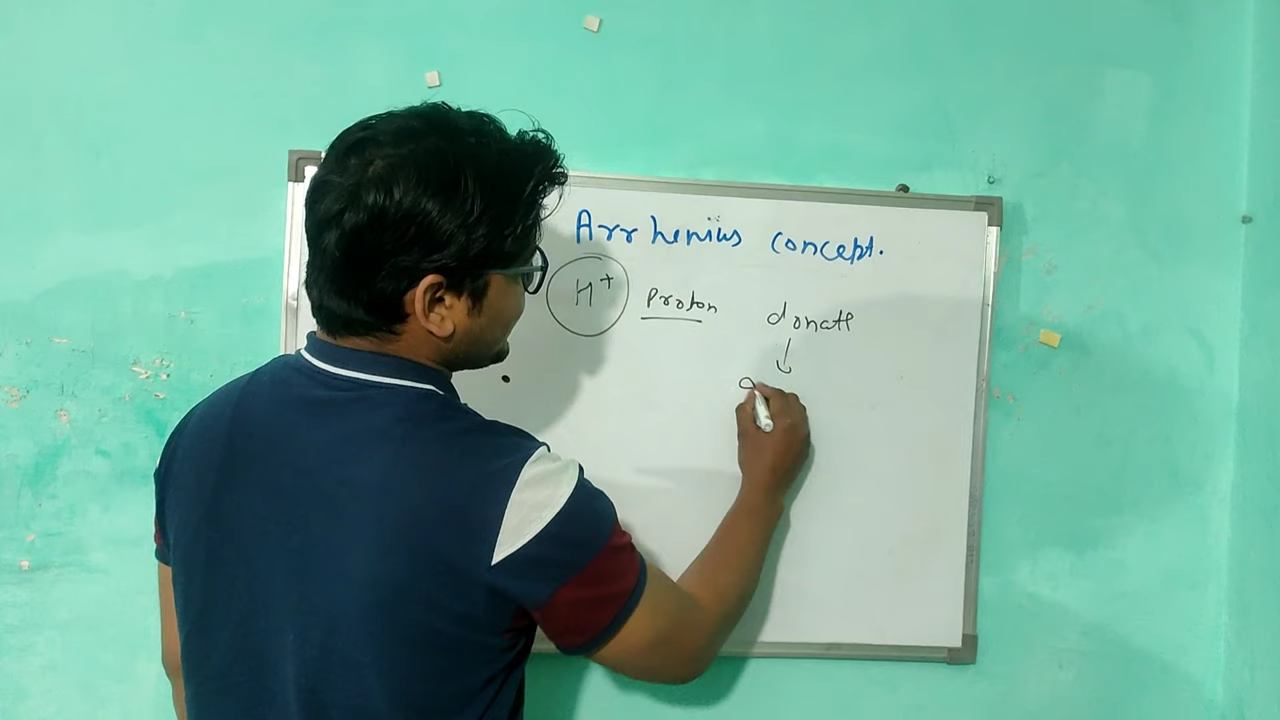 Arrhenius concept.
H+ Proton donate
↓
a